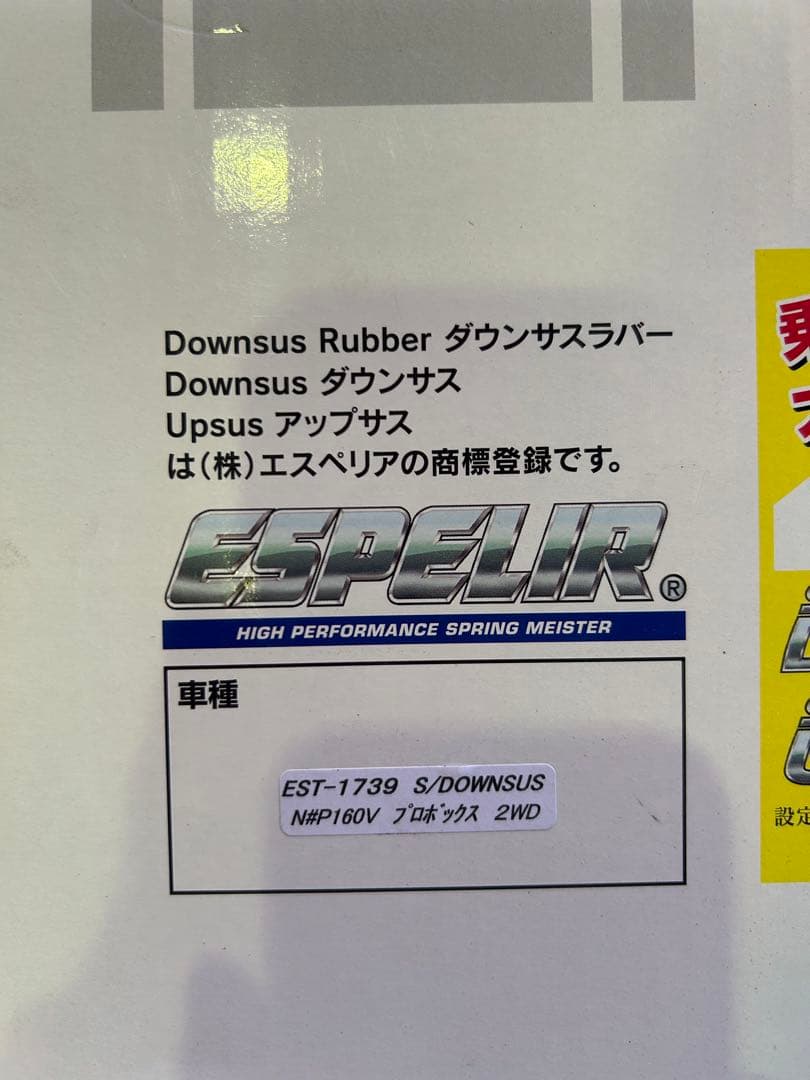 Downsus Rubber ダウンサスラバー
Downsus ダウンサス
Upsus アップサス
は(株)エスペリアの商標登録です。
ESPELIR®
HIGH PERFORMANCE SPRING MEISTER
車種
EST-1739 S/DOWNSUS
N#P160V プロボックス 2WD
乗
設定